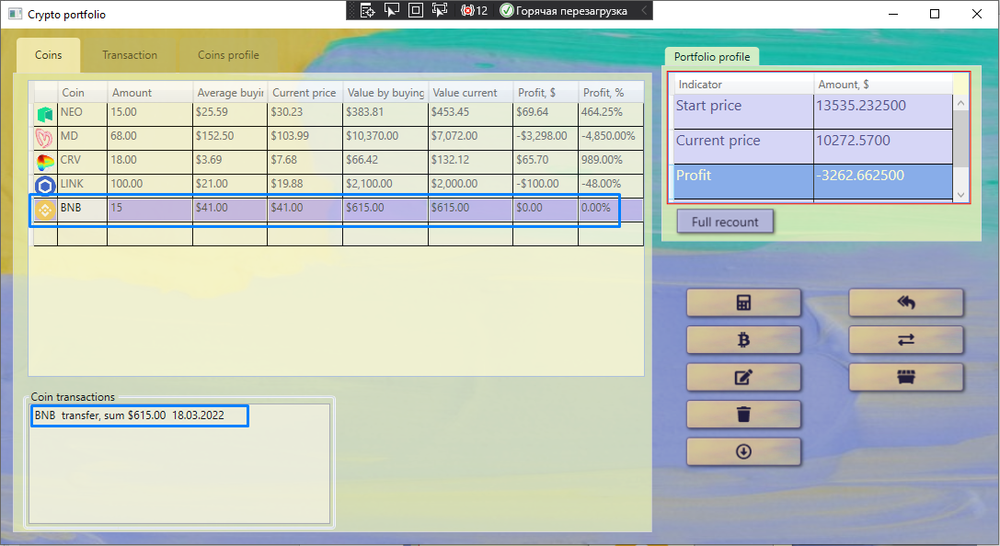 Crypto portfolio
12 Горячая перезагрузка
Coins Transaction Coins profile
Coin Amount Average buyin Current price Value by buying Value current Profit, $ Profit, %
NEO 15.00 $25.59 $30.23 $383.81 $453.45 $69.64 464.25%
MD 68.00 $152.50 $103.99 $10,370.00 $7,072.00 -$3,298.00 -4,850.00%
CRV 18.00 $3.69 $7.68 $66.42 $132.12 $65.70 989.00%
LINK 100.00 $21.00 $19.88 $2,100.00 $2,000.00 -$100.00 -48.00%
BNB 15 $41.00 $41.00 $615.00 $615.00 $0.00 0.00%
Coin transactions
BNB transfer, sum $615.00 18.03.2022
Portfolio profile
Indicator Amount, $
Start price 13535.232500
Current price 10272.5700
Profit -3262.662500
Full recount